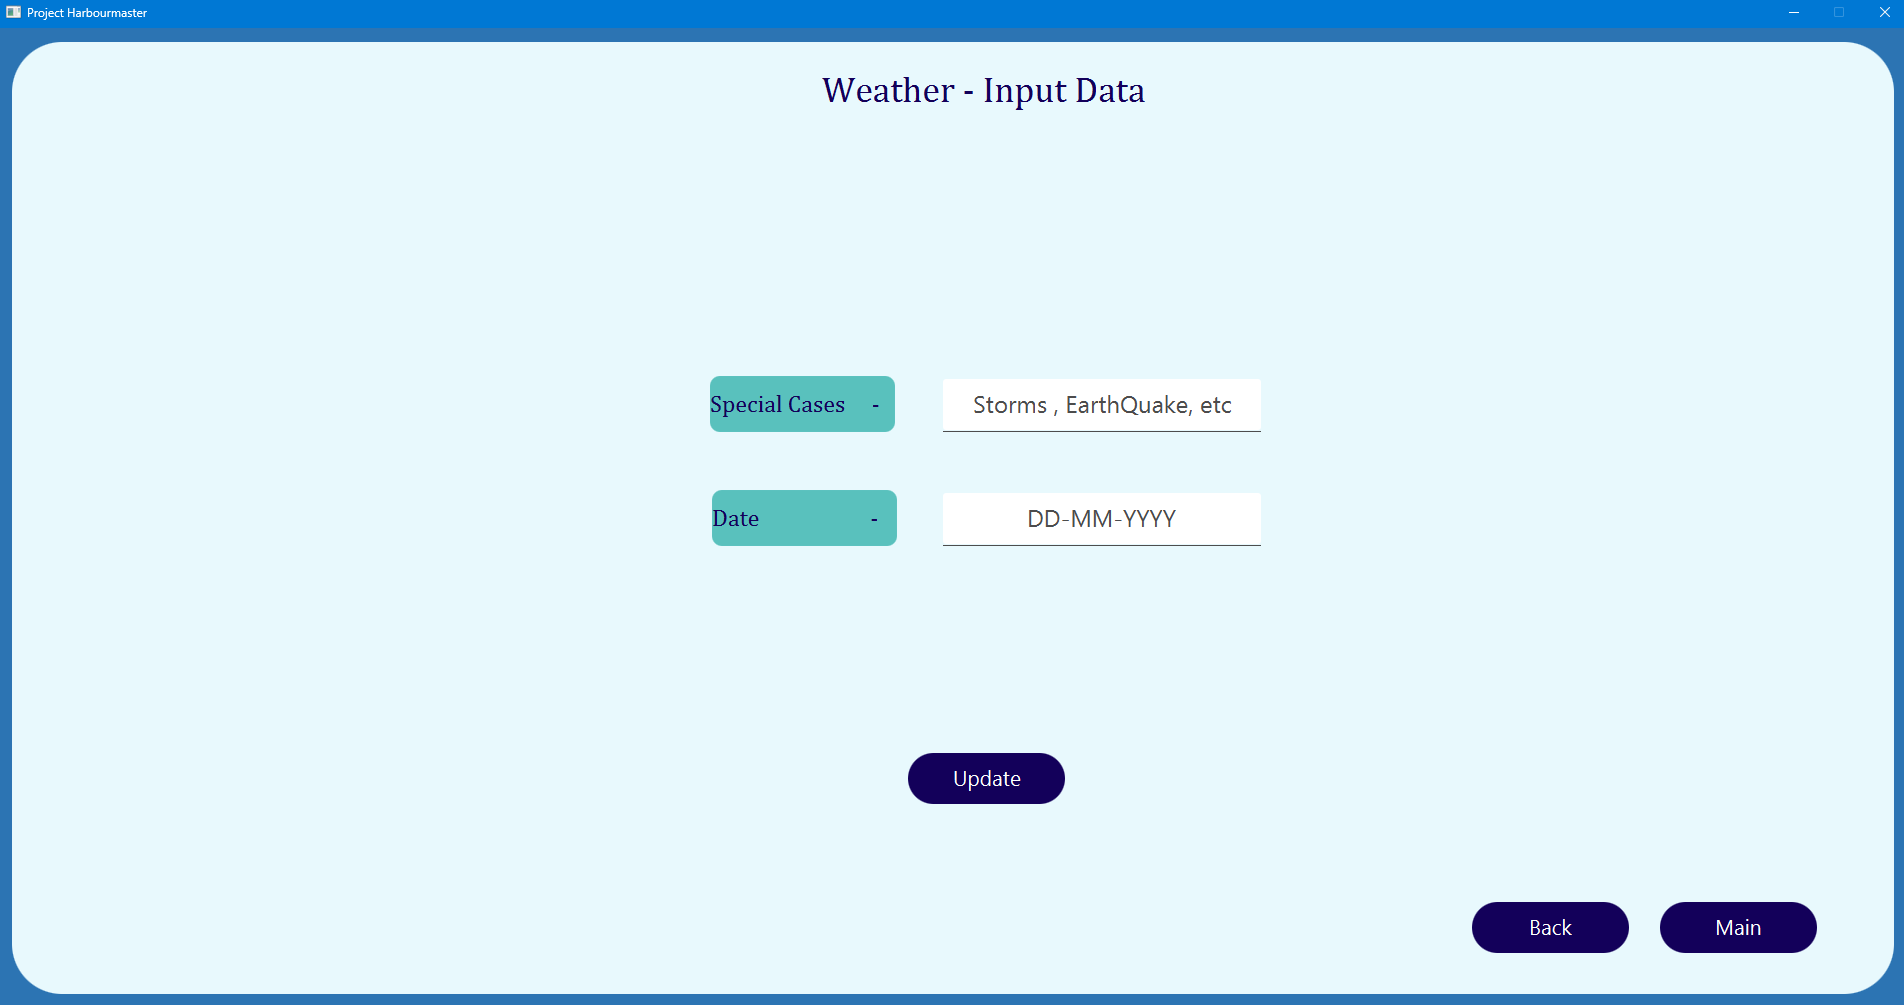 Project Harbourmaster
Weather - Input Data
Special Cases -
Storms , EarthQuake, etc
Date -
DD-MM-YYYY
Update
Back
Main